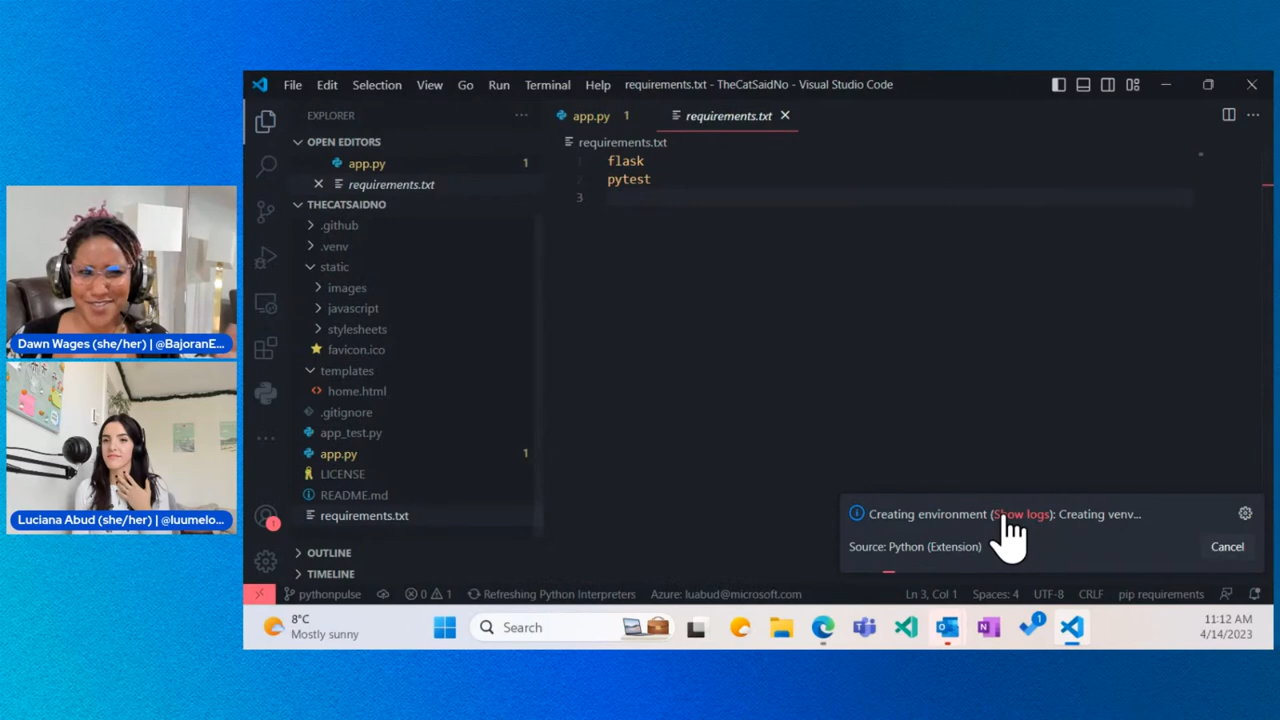 File Edit Selection View Go Run Terminal Help requirements.txt - TheCatSaidNo - Visual Studio Code
EXPLORER
OPEN EDITORS
app.py 1
requirements.txt
THECATSAIDNO
.github
.venv
static
images
javascript
stylesheets
favicon.ico
templates
home.html
.gitignore
app_test.py
app.py 1
LICENSE
README.md
requirements.txt
OUTLINE
TIMELINE
app.py 1 requirements.txt
requirements.txt
1 flask
2 pytest
3
Creating environment (Show logs): Creating venv...
Source: Python (Extension) Cancel
pythonpulse 0 1 Refreshing Python Interpreters Azure: luabud@microsoft.com Ln 3, Col 1 Spaces: 4 UTF-8 CRLF pip requirements
8°C
Mostly sunny
Search
1
11:12 AM
4/14/2023
Dawn Wages (she/her) | @BajoranE...
Luciana Abud (she/her) | @luumelo...
1